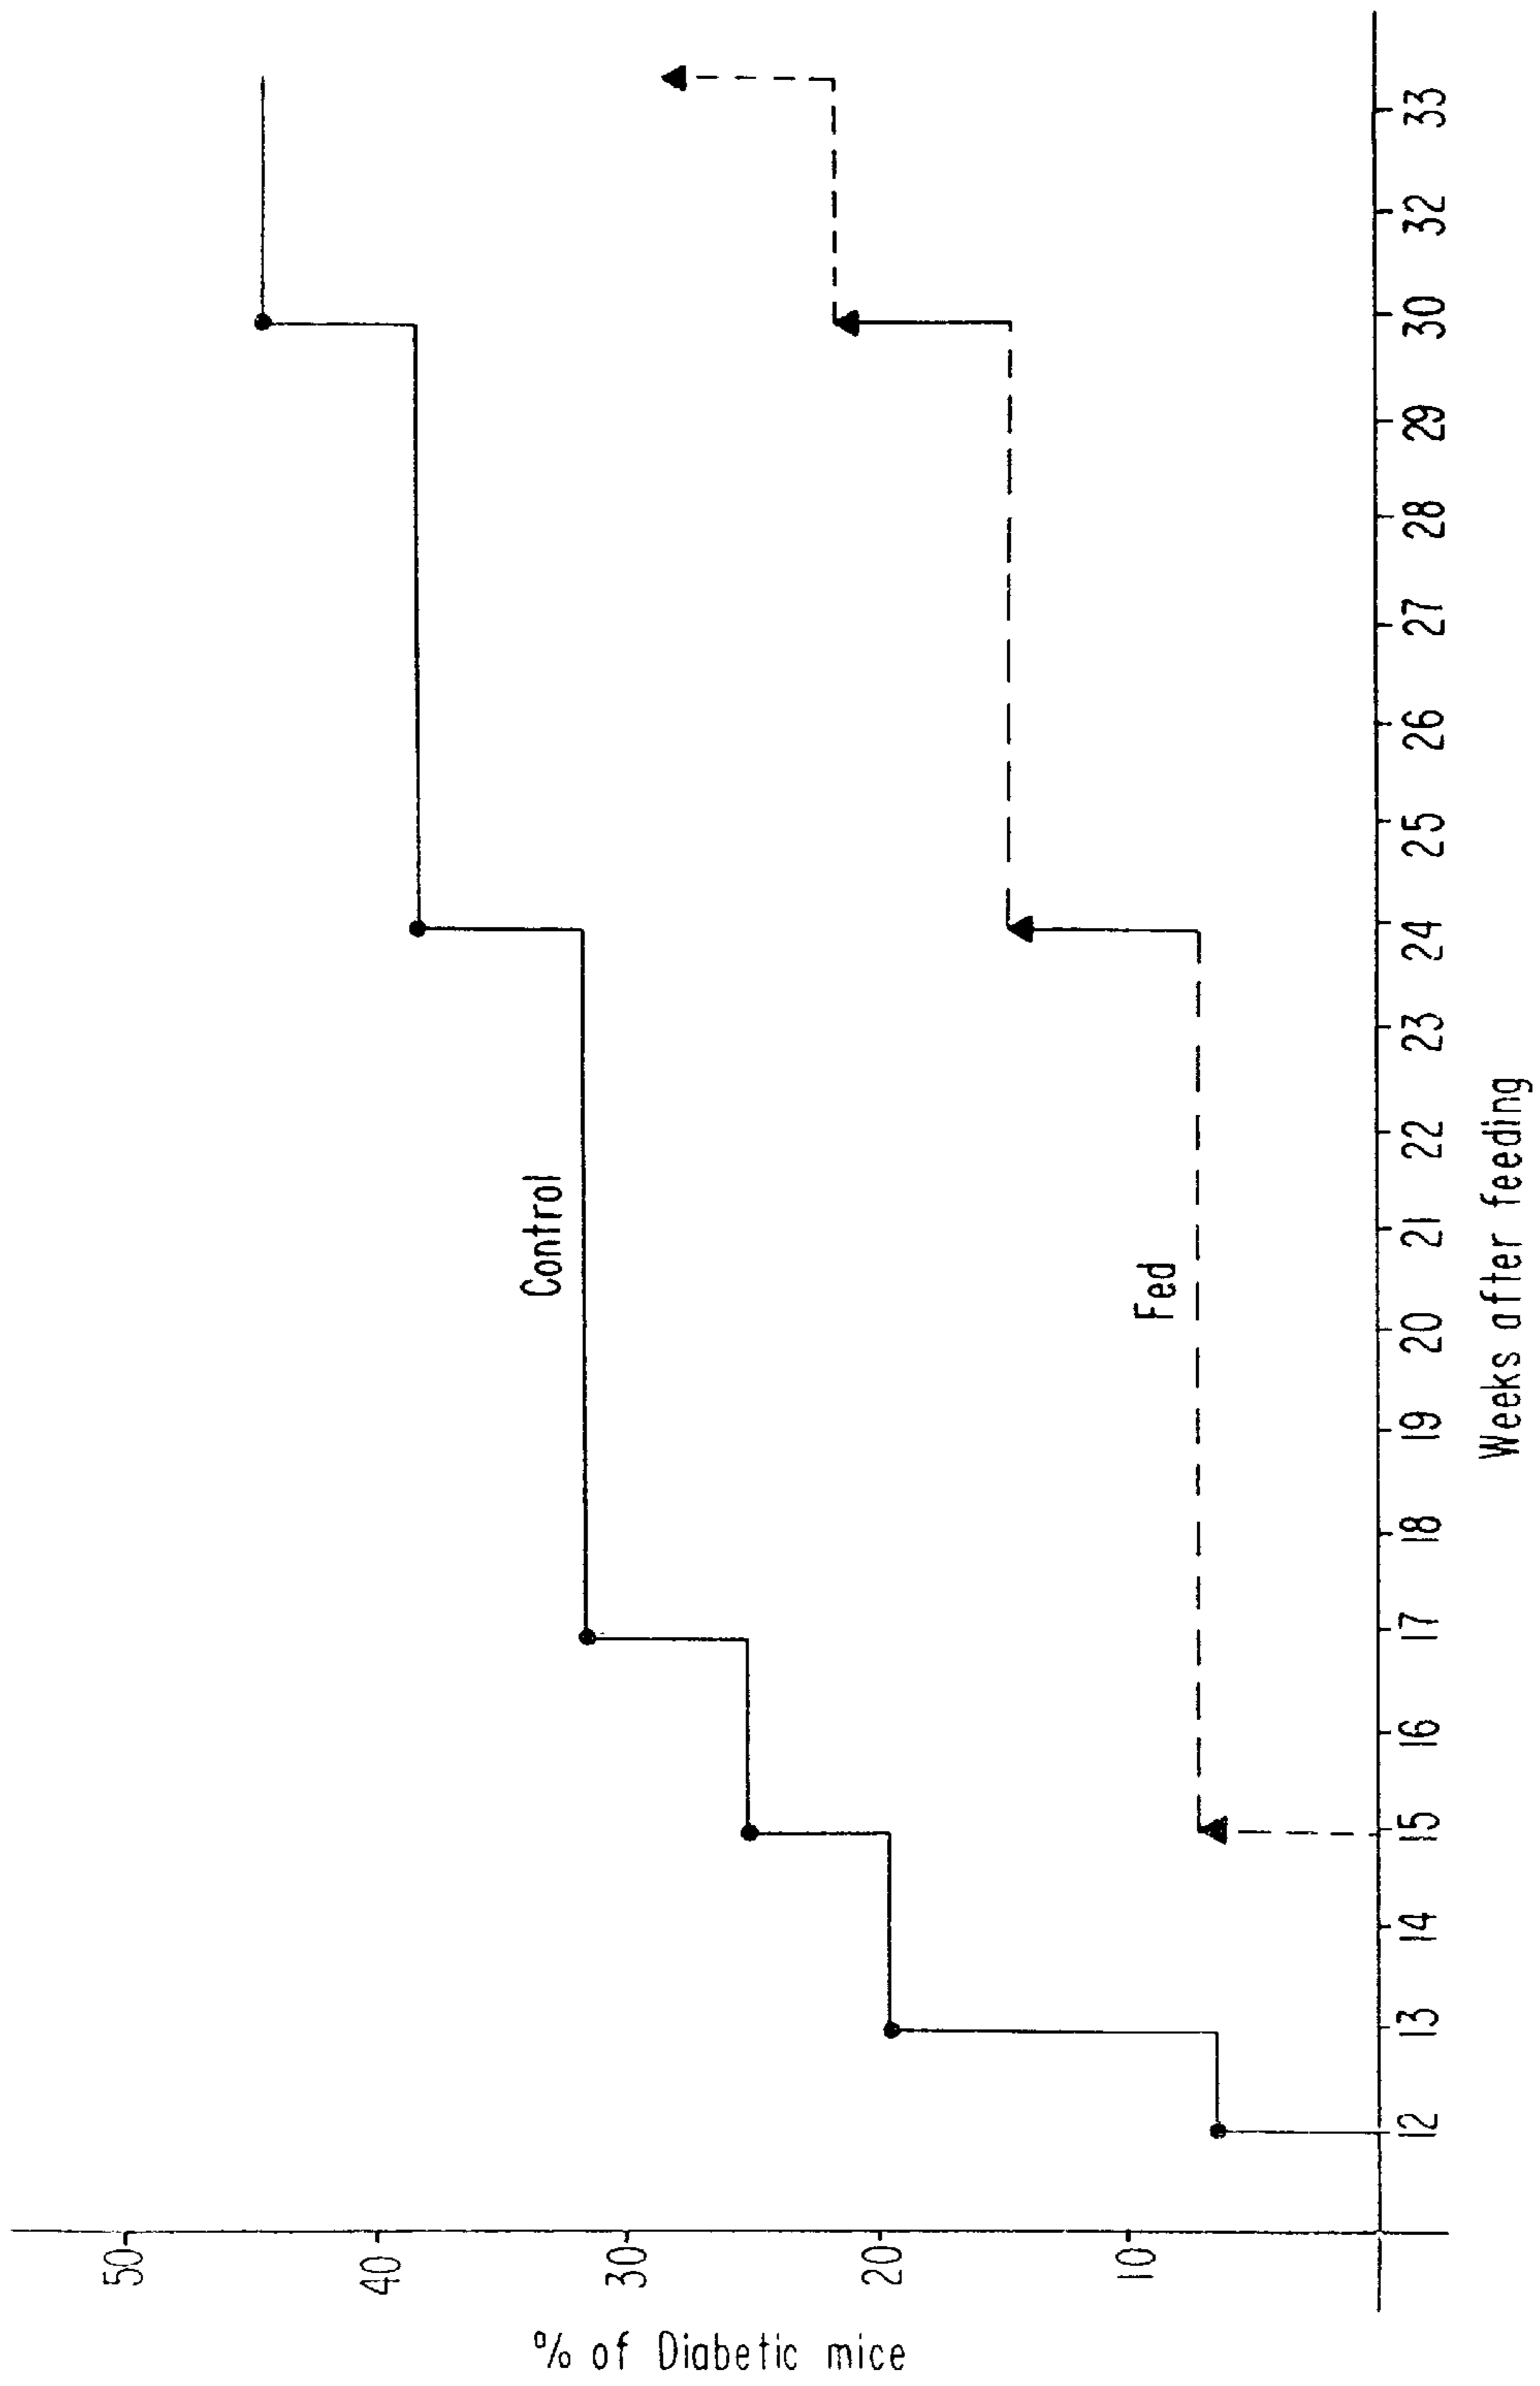 % of Diabetic mice
50
40
30
20
10
Control
Fed
12 13 14 15 16 17 18 19 20 21 22 23 24 25 26 27 28 29 30 32 33
Weeks after feeding